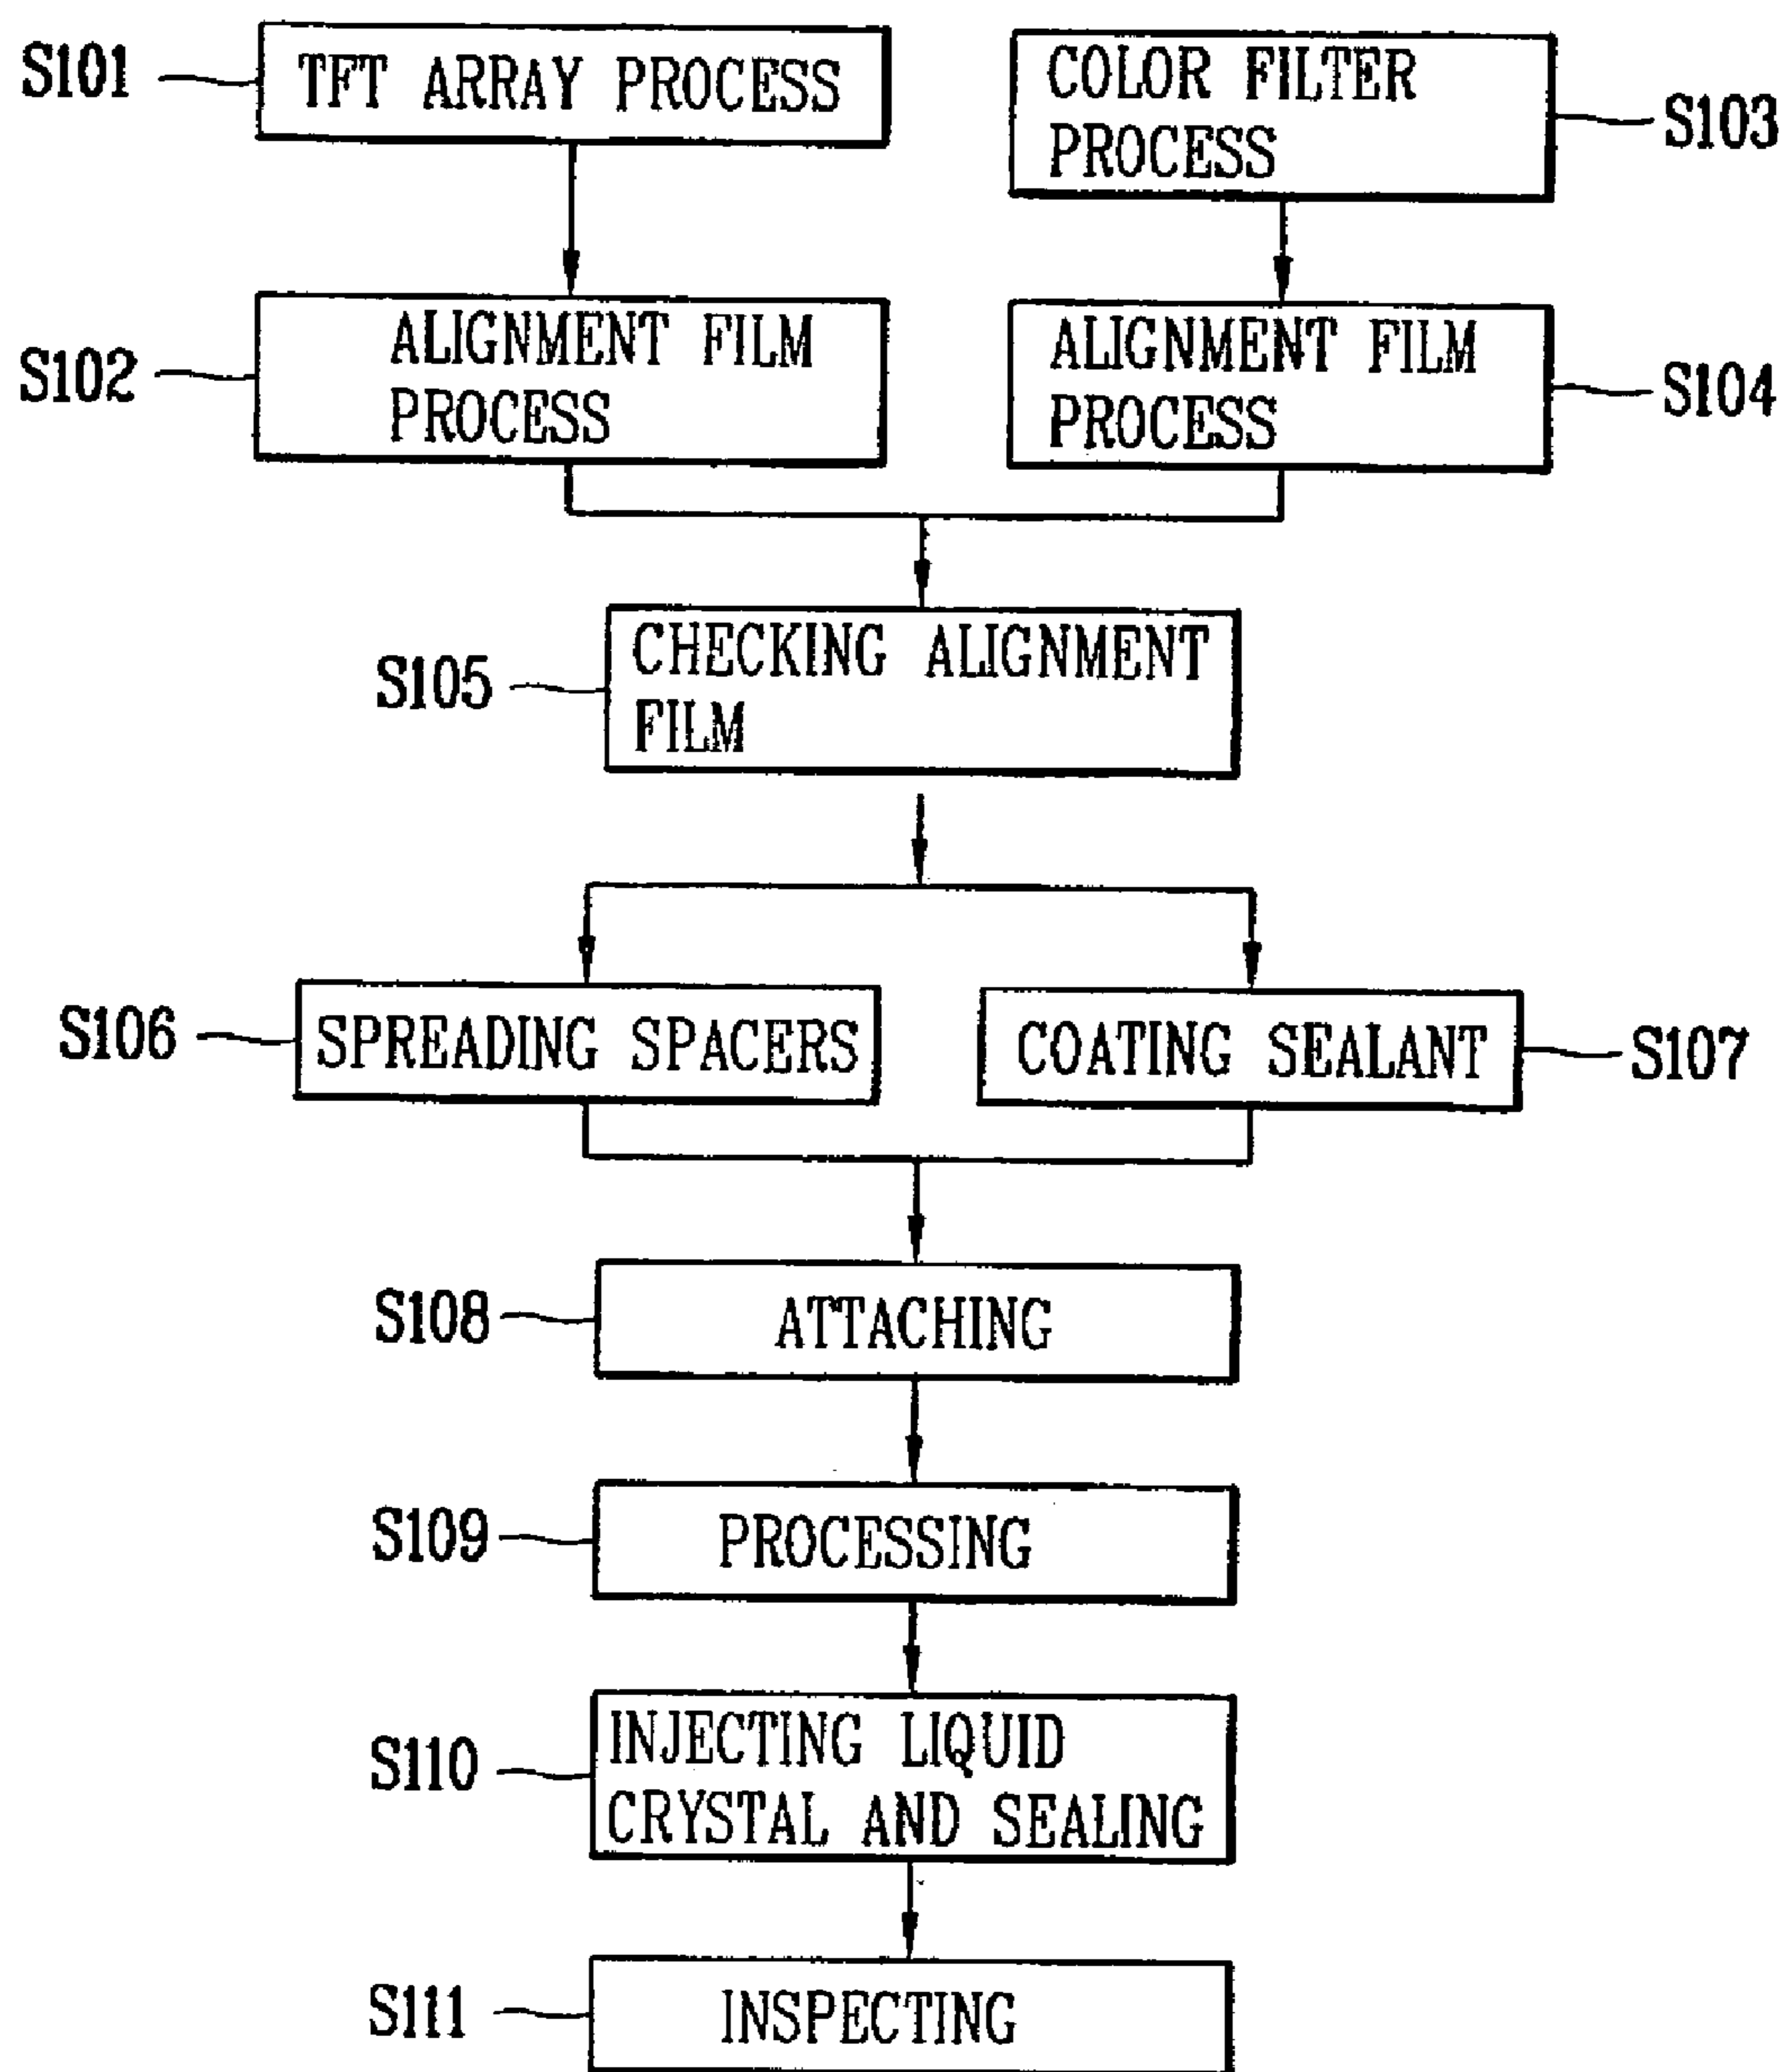 S101
TFT ARRAY PROCESS
COLOR FILTER
PROCESS
S103
S102
ALIGNMENT FILM
PROCESS
ALIGNMENT FILM
PROCESS
S104
S105
CHECKING ALIGNMENT
FILM
S106
SPREADING SPACERS
COATING SEALANT
S107
S108
ATTACHING
S109
PROCESSING
S110
INJECTING LIQUID
CRYSTAL AND SEALING
S111
INSPECTING